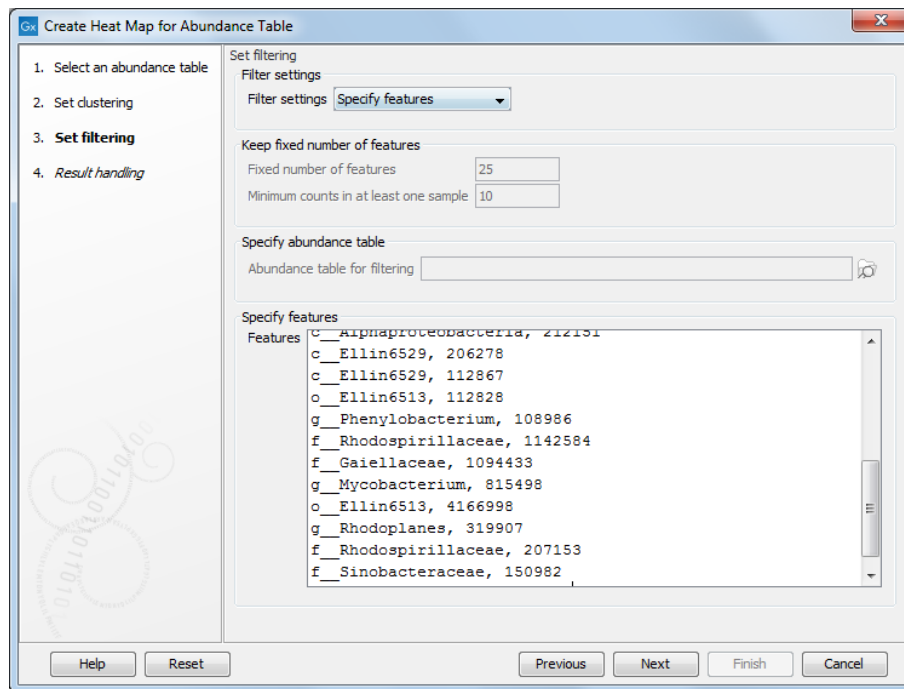 Gx Create Heat Map for Abundance Table
1. Select an abundance table
2. Set clustering
3. Set filtering
4. Result handling
Set filtering
Filter settings
Filter settings Specify features
Keep fixed number of features
Fixed number of features 25
Minimum counts in at least one sample 10
Specify abundance table
Abundance table for filtering
Specify features
Features c__Alphaproteobacteria, 212151
c__Ellin6529, 206278
c__Ellin6529, 112867
o__Ellin6513, 112828
g__Phenylobacterium, 108986
f__Rhodospirillaceae, 1142584
f__Gaiellaceae, 1094433
g__Mycobacterium, 815498
o__Ellin6513, 4166998
g__Rhodoplanes, 319907
f__Rhodospirillaceae, 207153
f__Sinobacteraceae, 150982
Help Reset Previous Next Finish Cancel